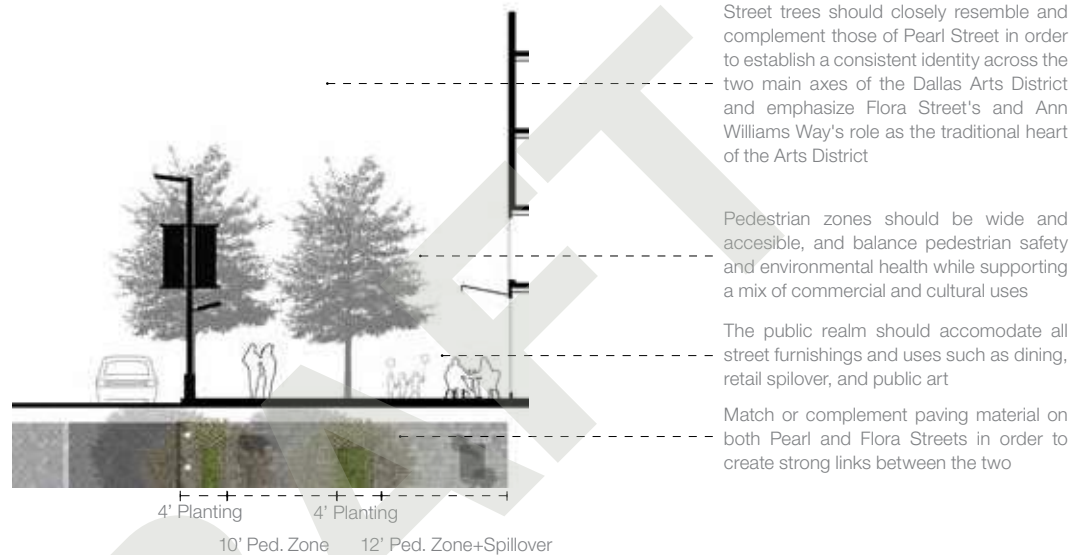 Street trees should closely resemble and
complement those of Pearl Street in order
to establish a consistent identity across the
two main axes of the Dallas Arts District
and emphasize Flora Street's and Ann
Williams Way's role as the traditional heart
of the Arts District
Pedestrian zones should be wide and
accesible, and balance pedestrian safety
and environmental health while supporting
a mix of commercial and cultural uses
The public realm should accomodate all
street furnishings and uses such as dining,
retail spilover, and public art
Match or complement paving material on
both Pearl and Flora Streets in order to
create strong links between the two
4' Planting
4' Planting
10' Ped. Zone
12' Ped. Zone+Spillover